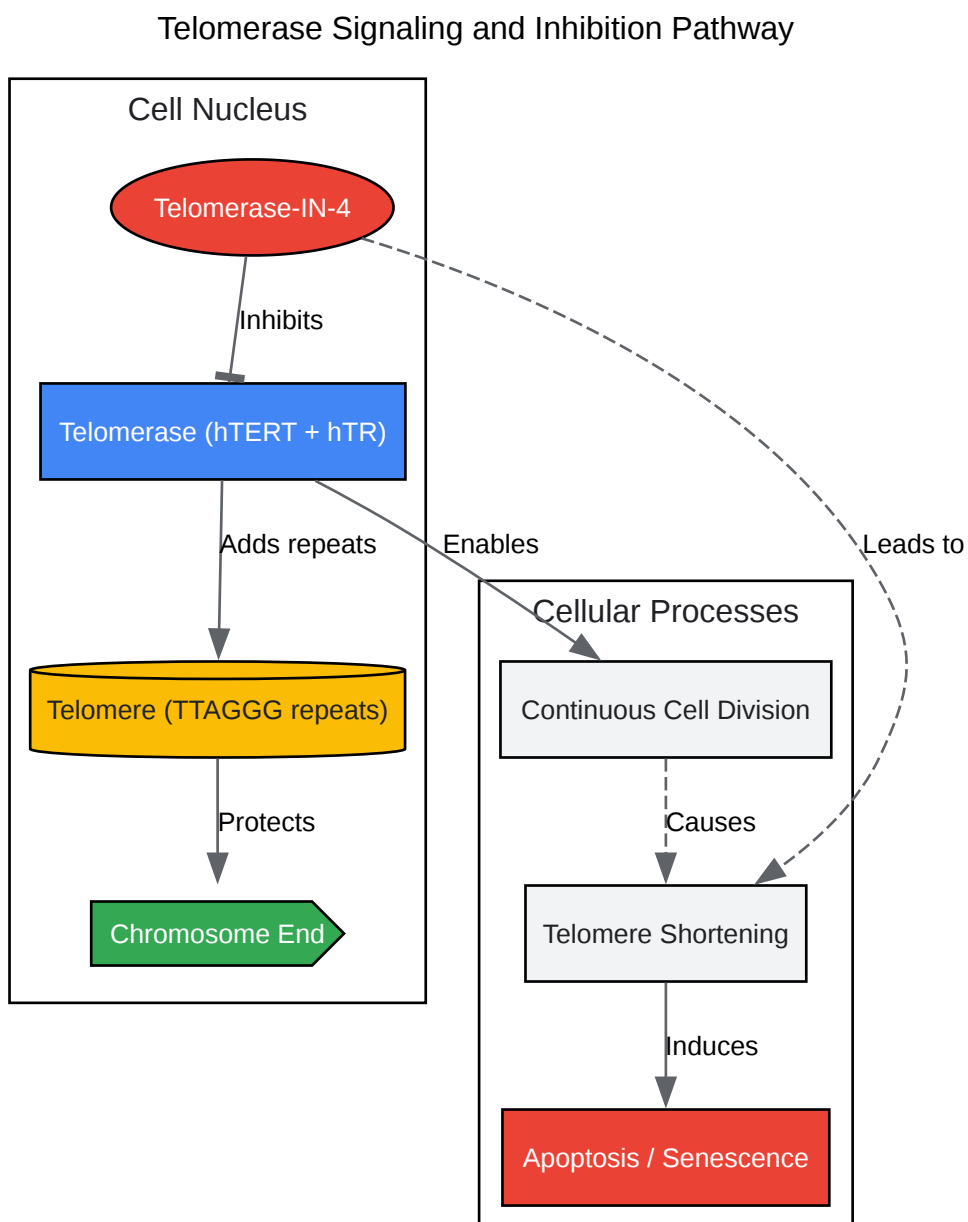 Telomerase Signaling and Inhibition Pathway
Cell Nucleus
Telomerase-IN-4
Inhibits
Telomerase (hTERT + hTR)
Adds repeats
Enables
Leads to
Cellular Processes
Telomere (TTAGGG repeats)
Continuous Cell Division
Protects
Causes
Chromosome End
Telomere Shortening
Induces
Apoptosis / Senescence